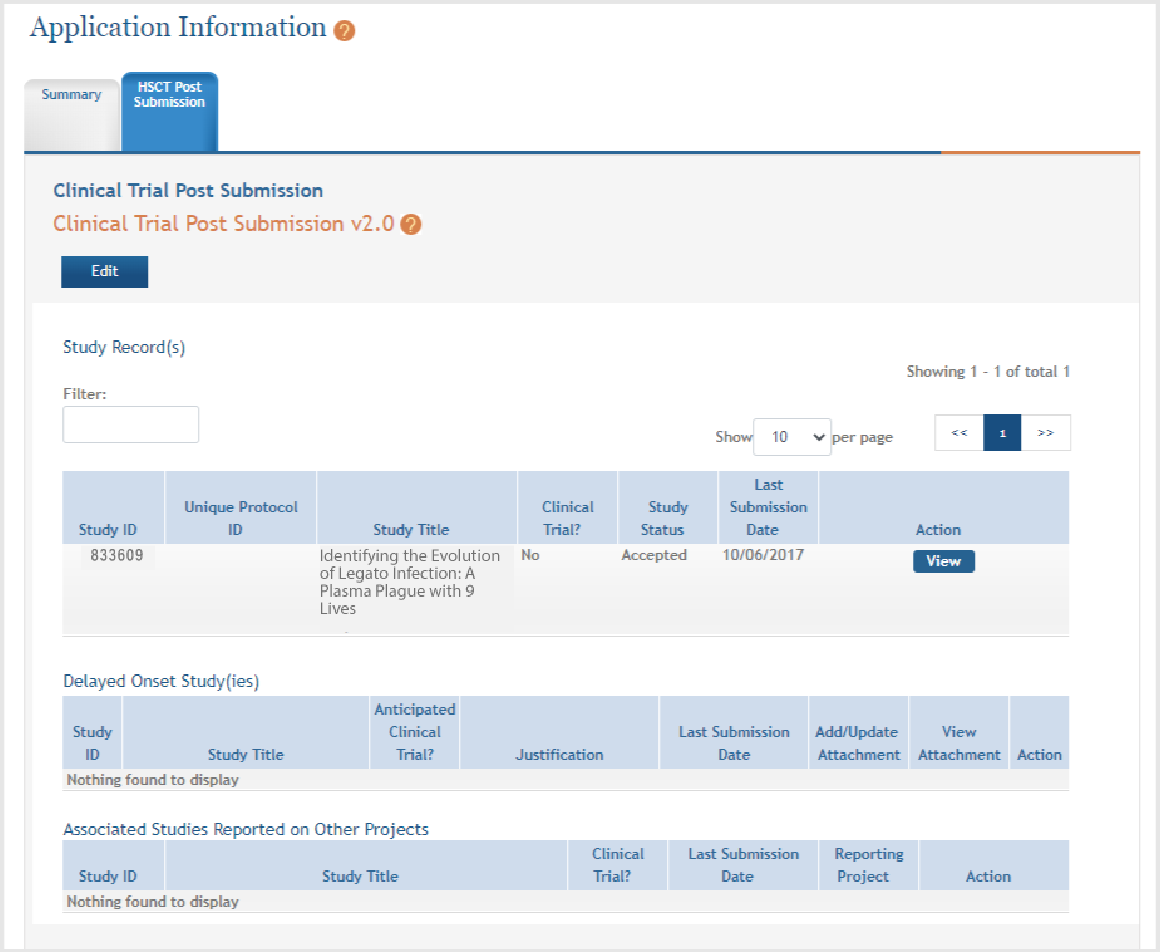 Application Information ?
Summary
HSCT Post
Submission
Clinical Trial Post Submission
Clinical Trial Post Submission v2.0 ?
Edit
Study Record(s)
Showing 1 - 1 of total 1
Filter:
Show 10 per page
<< 1 >>
Study ID
Unique Protocol
ID
Study Title
Clinical
Trial?
Study
Status
Last
Submission
Date
Action
833609
Identifying the Evolution
of Legato Infection: A
Plasma Plague with 9
Lives
No
Accepted
10/06/2017
View
Delayed Onset Study(ies)
Study
ID
Study Title
Anticipated
Clinical
Trial?
Justification
Last Submission
Date
Add/Update
Attachment
View
Attachment
Action
Nothing found to display
Associated Studies Reported on Other Projects
Study ID
Study Title
Clinical
Trial?
Last Submission
Date
Reporting
Project
Action
Nothing found to display